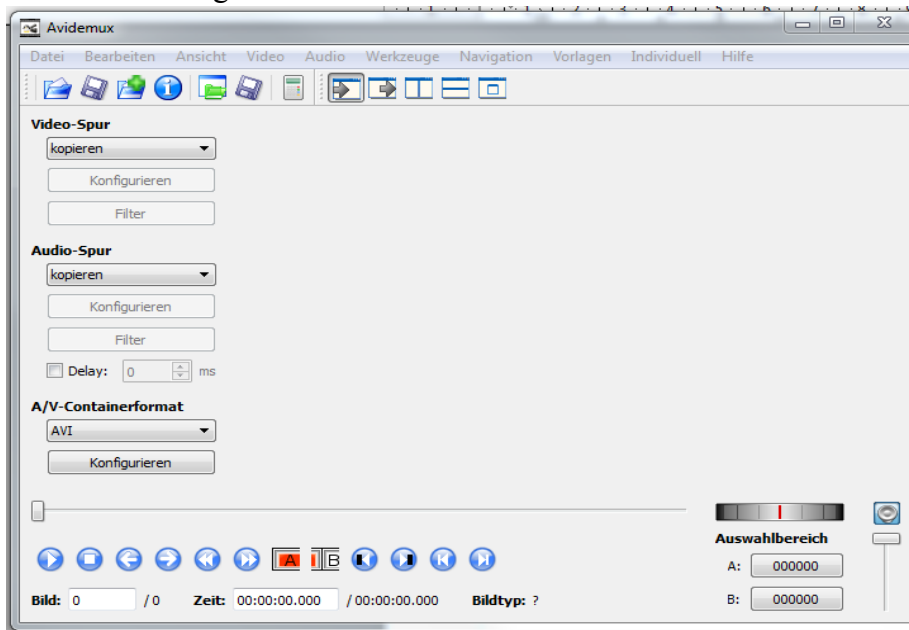 Avidemux
Datei Bearbeiten Ansicht Video Audio Werkzeuge Navigation Vorlagen Individuell Hilfe
Video-Spur
kopieren
Konfigurieren
Filter
Audio-Spur
kopieren
Konfigurieren
Filter
Delay: 0 ms
A/V-Containerformat
AVI
Konfigurieren
A B
Auswahlbereich
A: 000000
B: 000000
Bild: 0 / 0 Zeit: 00:00:00.000 / 00:00:00.000 Bildtyp: ?